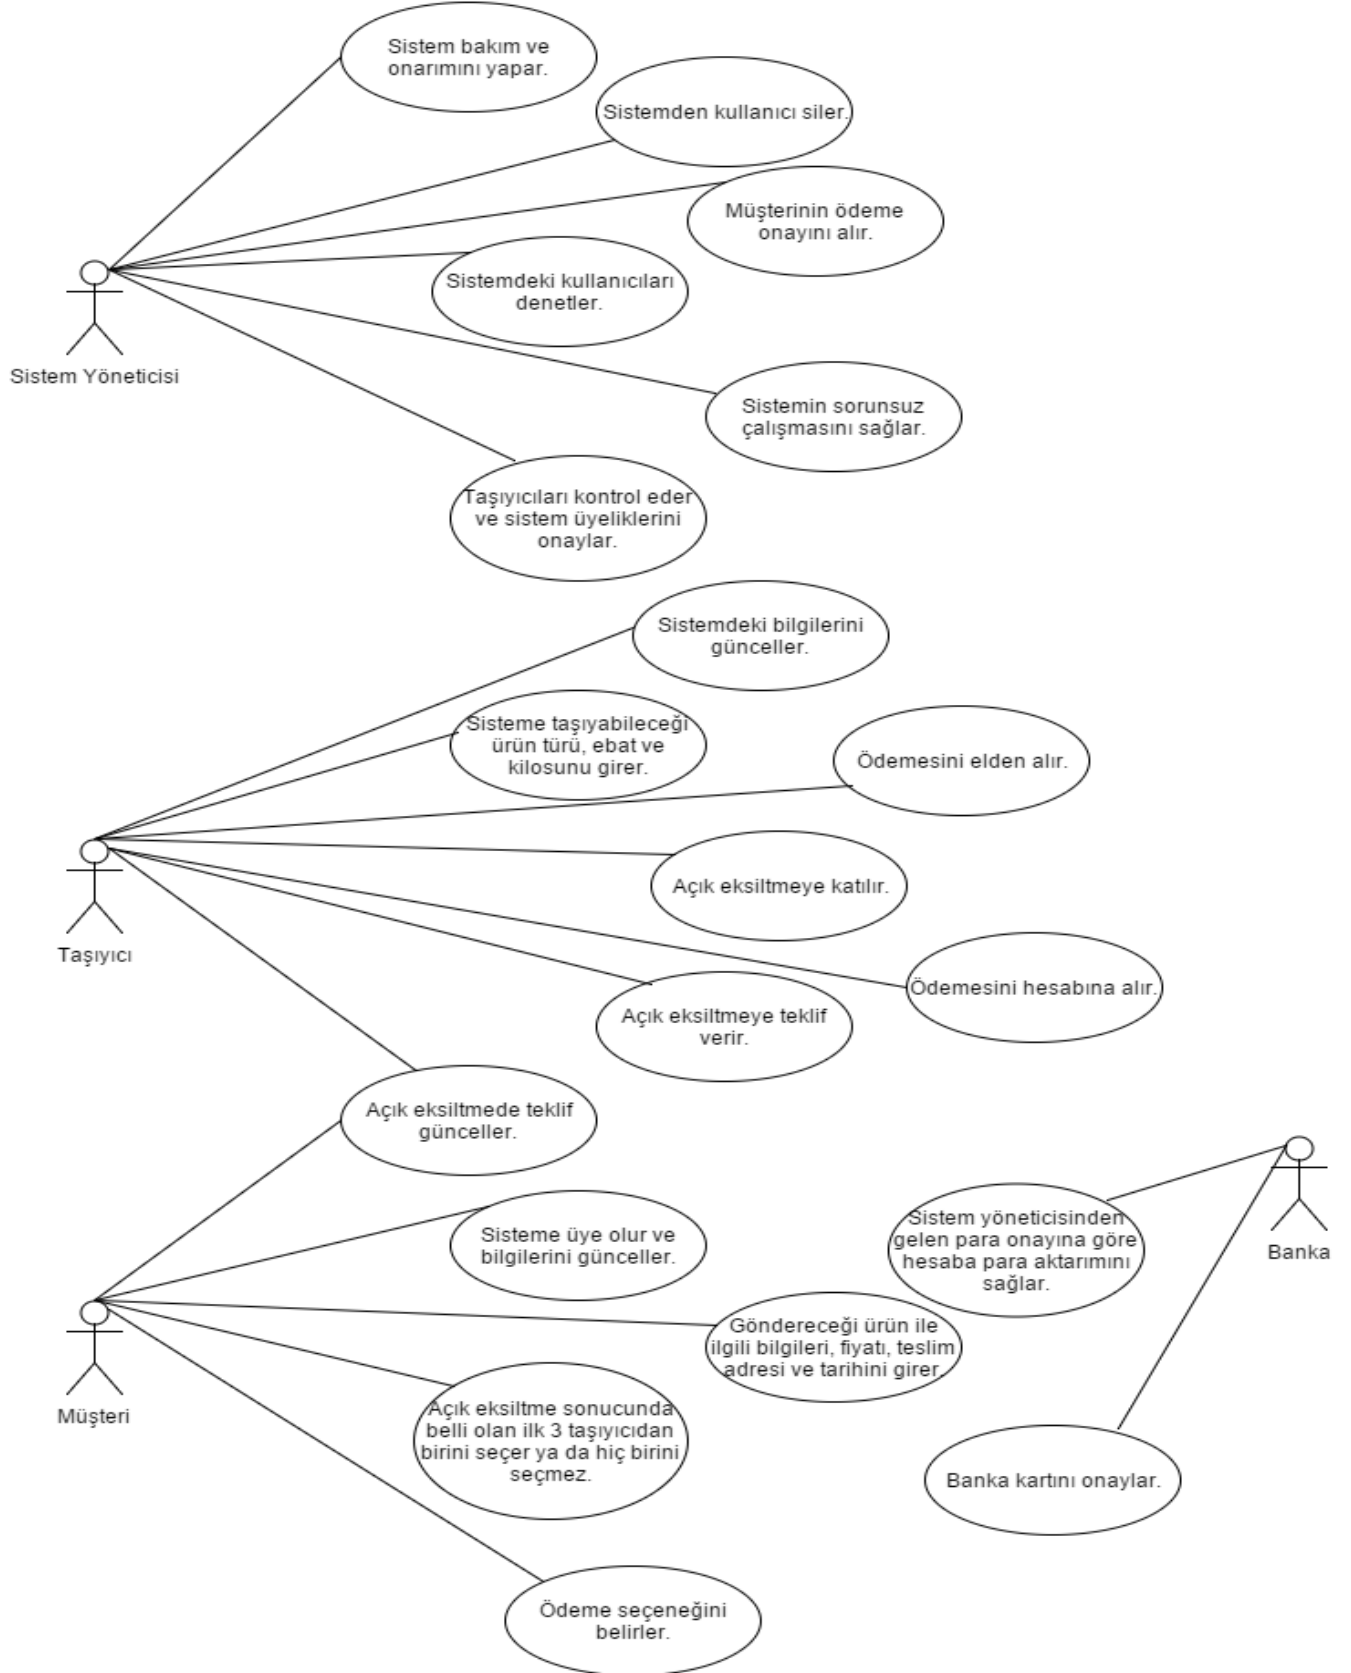 Sistem bakım ve
onarımını yapar.
Sistemden kullanıcı siler.
Müşterinin ödeme
onayını alır.
Sistemdeki kullanıcıları
denetler.
Sistem Yöneticisi
Sistemin sorunsuz
çalışmasını sağlar.
Taşıyıcıları kontrol eder
ve sistem üyeliklerini
onaylar.
Sistemdeki bilgilerini
günceller.
Sisteme taşıyabileceği
ürün türü, ebat ve
kilosunu girer.
Ödemesini elden alır.
Açık eksiltmeye katılır.
Taşıyıcı
Ödemesini hesabına alır.
Açık eksiltmeye teklif
verir.
Açık eksiltmede teklif
günceller.
Sisteme üye olur ve
bilgilerini günceller.
Sistem yöneticisinden
gelen para onayına göre
hesaba para aktarımını
sağlar.
Banka
Göndereceği ürün ile
ilgili bilgileri, fiyatı, teslim
adresi ve tarihini girer.
Müşteri
Açık eksiltme sonucunda
belli olan ilk 3 taşıyıcıdan
birini seçer ya da hiç birini
seçmez.
Banka kartını onaylar.
Ödeme seçeneğini
belirler.